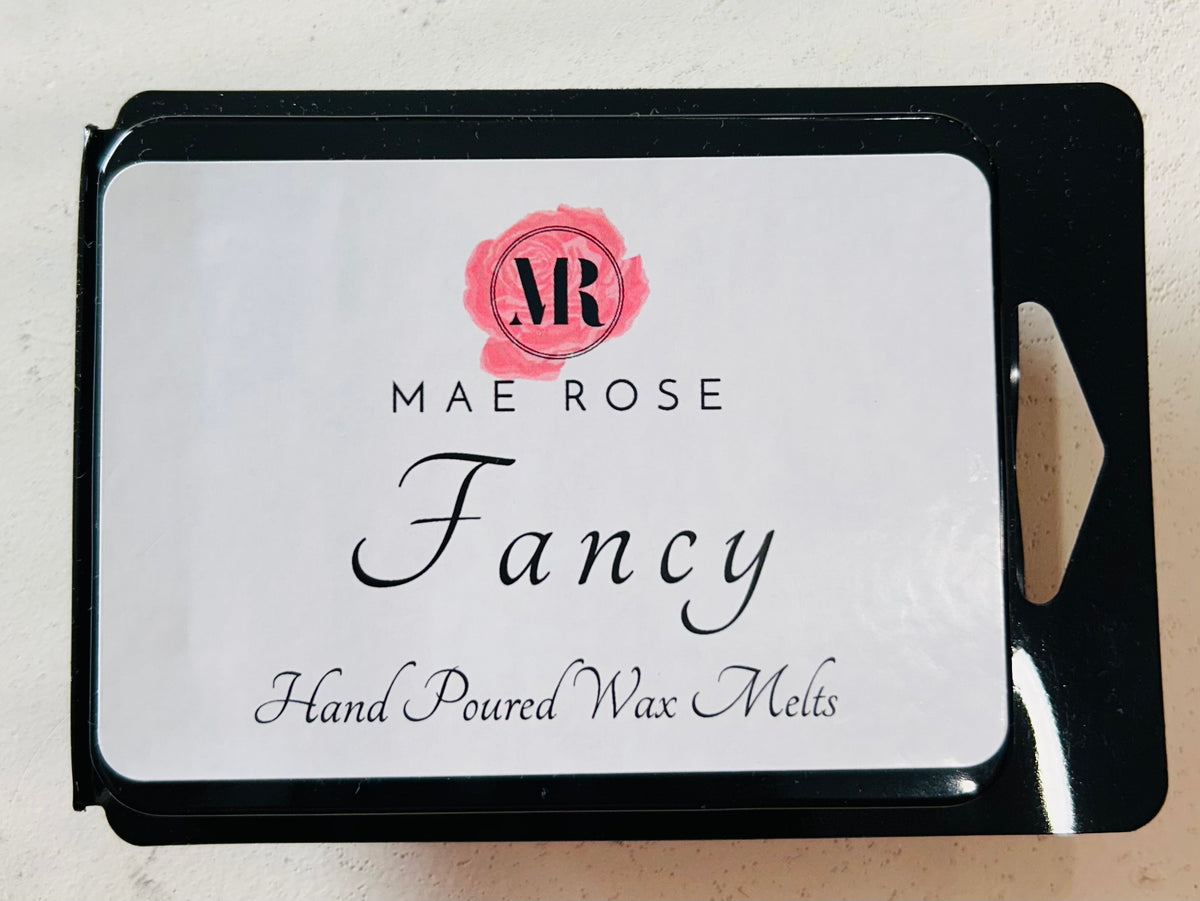 MR
MAE ROSE
Fancy
Hand Poured Wax Melts